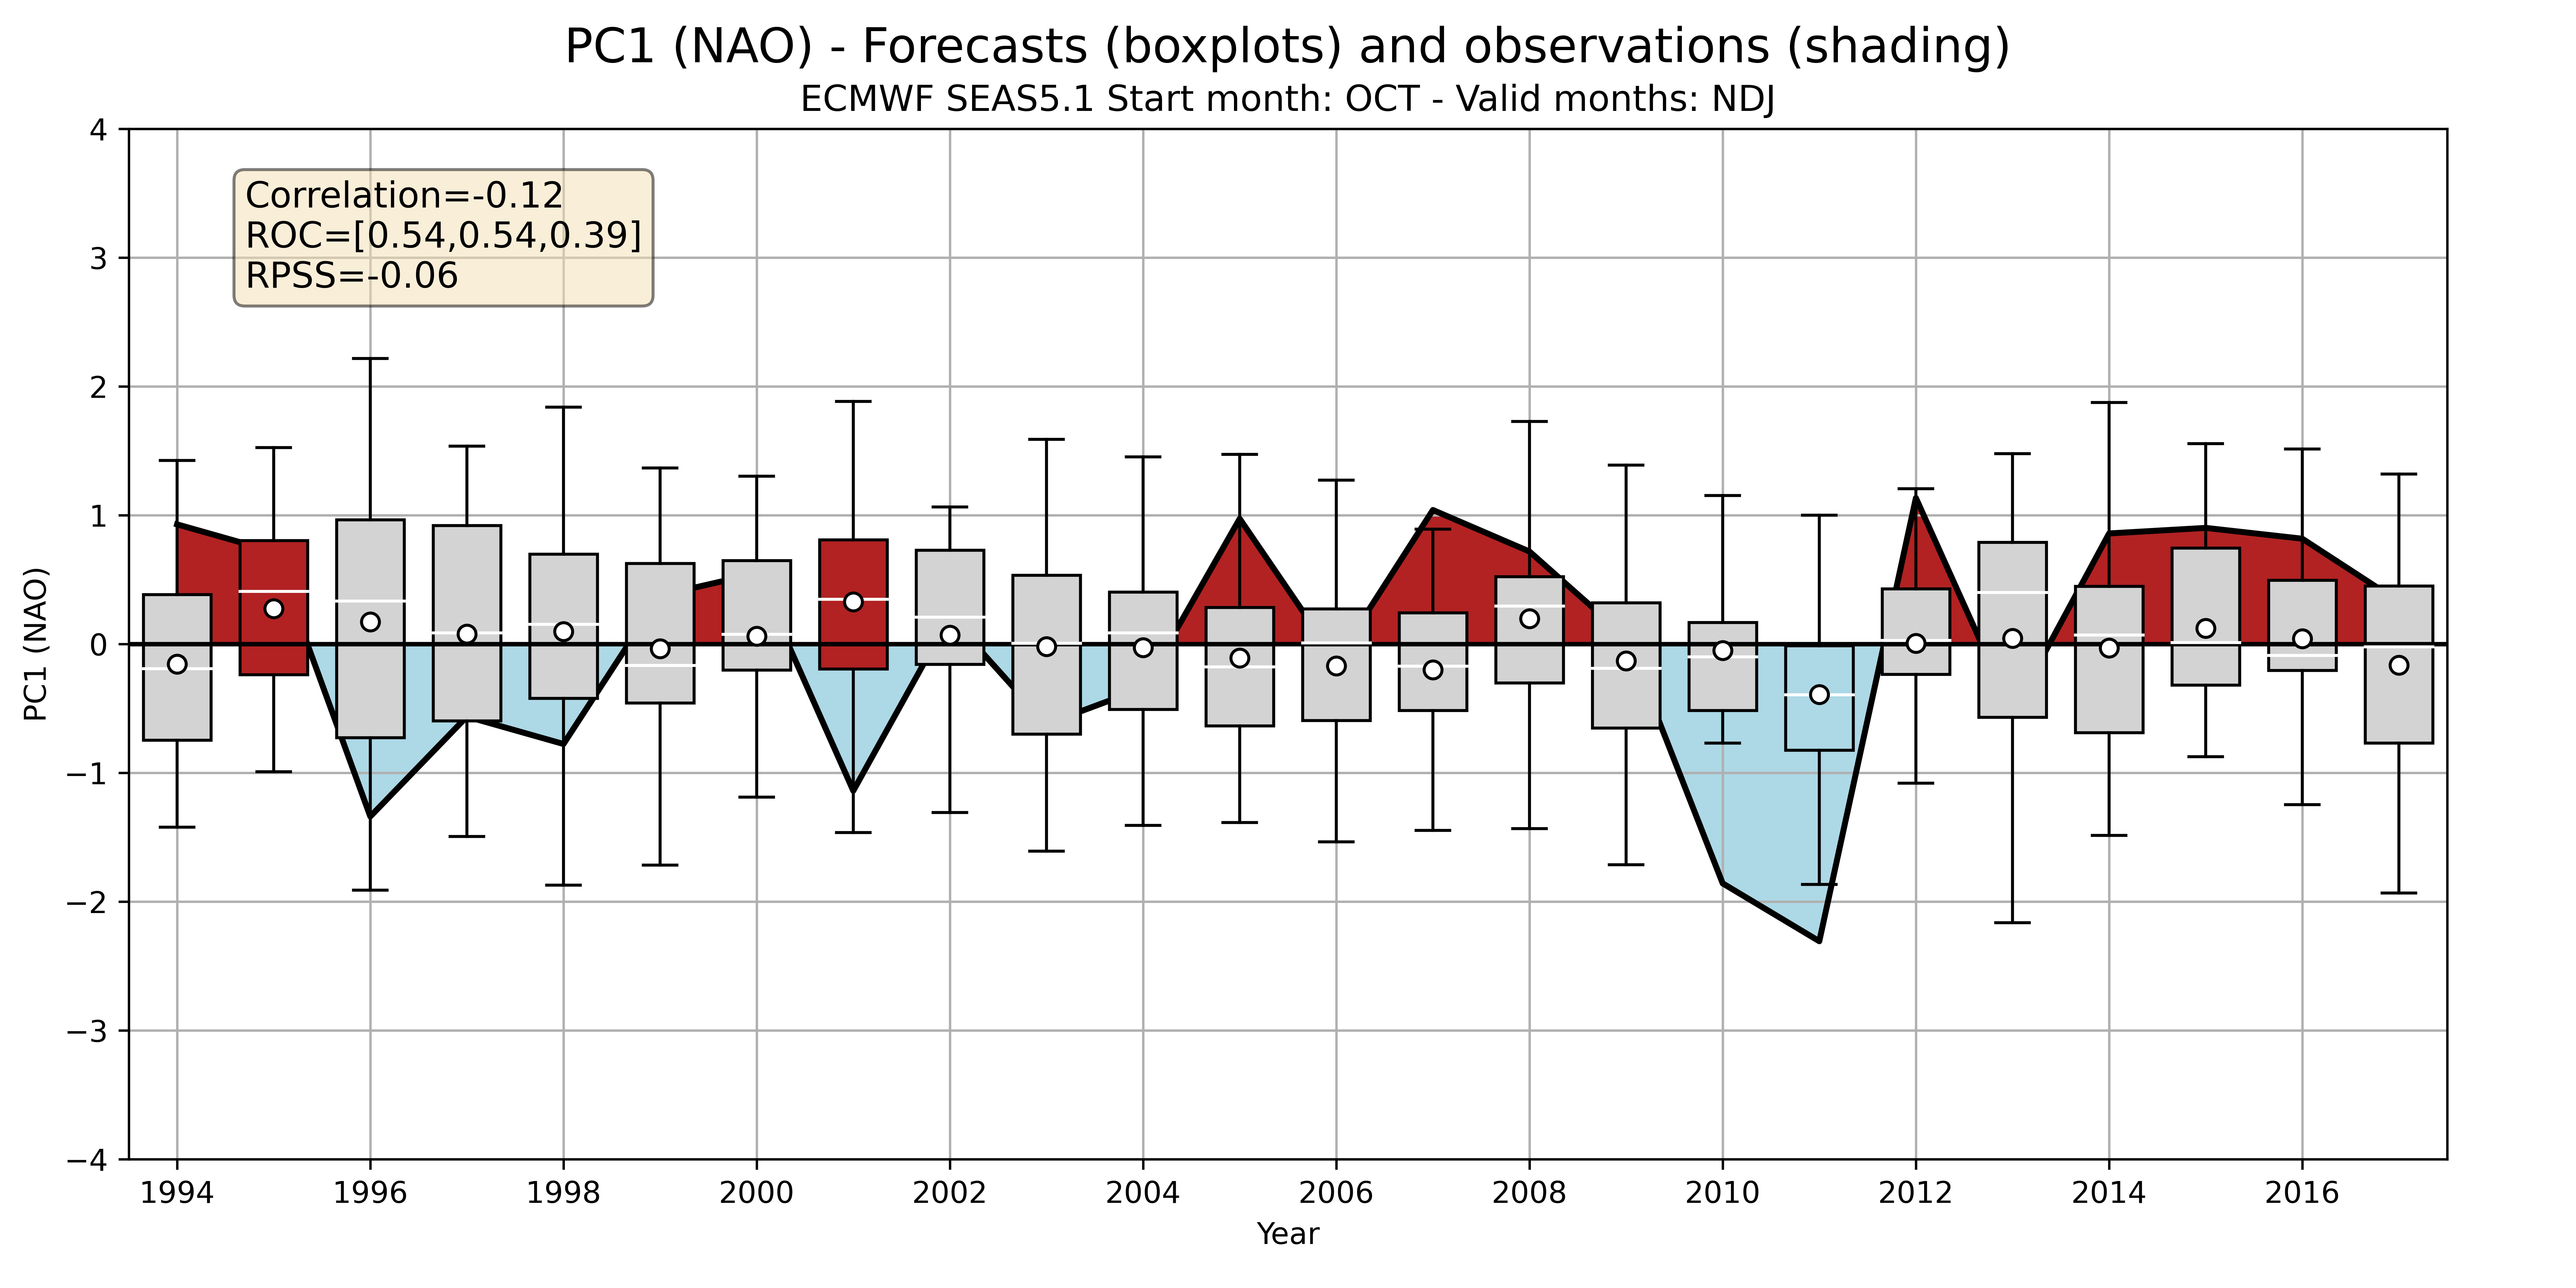 PC1 (NAO) - Forecasts (boxplots) and observations (shading)
ECMWF SEAS5.1 Start month: OCT - Valid months: NDJ
Correlation=-0.12
ROC=[0.54,0.54,0.39]
RPSS=-0.06
PC1 (NAO)
4
3
2
1
0
−1
−2
−3
−4
1994 1996 1998 2000 2002 2004 2006 2008 2010 2012 2014 2016
Year